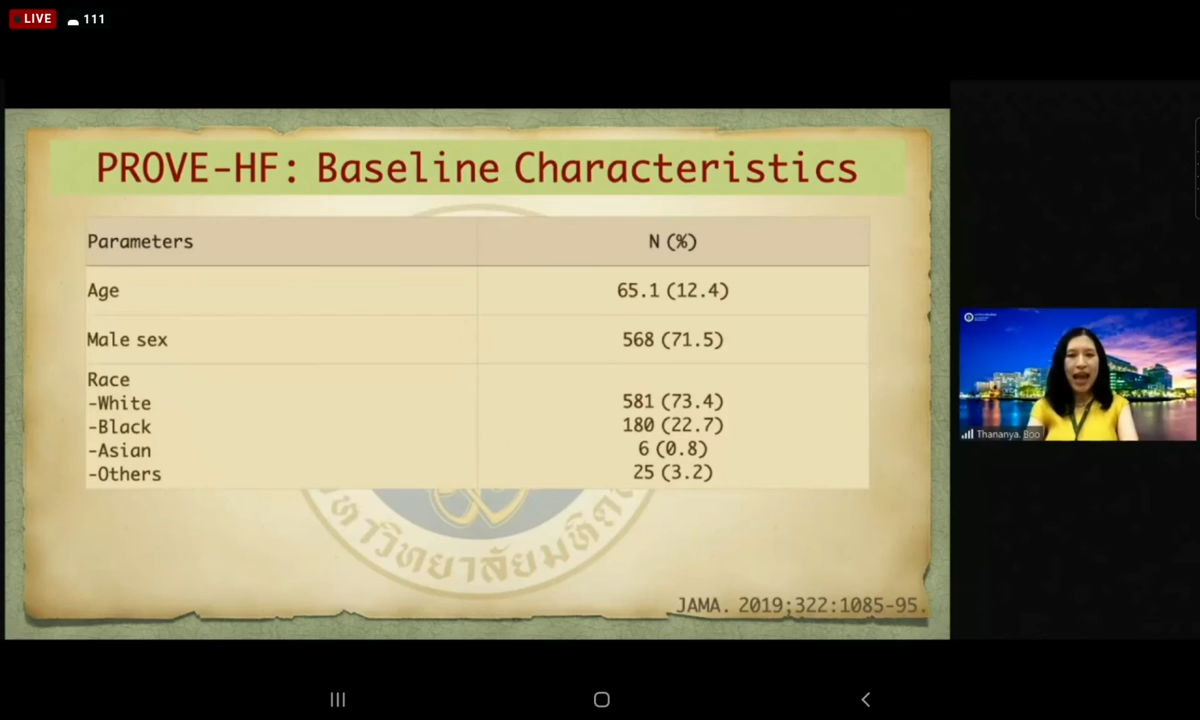 LIVE 111
PROVE-HF: Baseline Characteristics
Parameters N (%)
Age 65.1 (12.4)
Male sex 568 (71.5)
Race
-White 581 (73.4)
-Black 180 (22.7)
-Asian 6 (0.8)
-Others 25 (3.2)
JAMA. 2019;322:1085-95.
Thananya. Boo